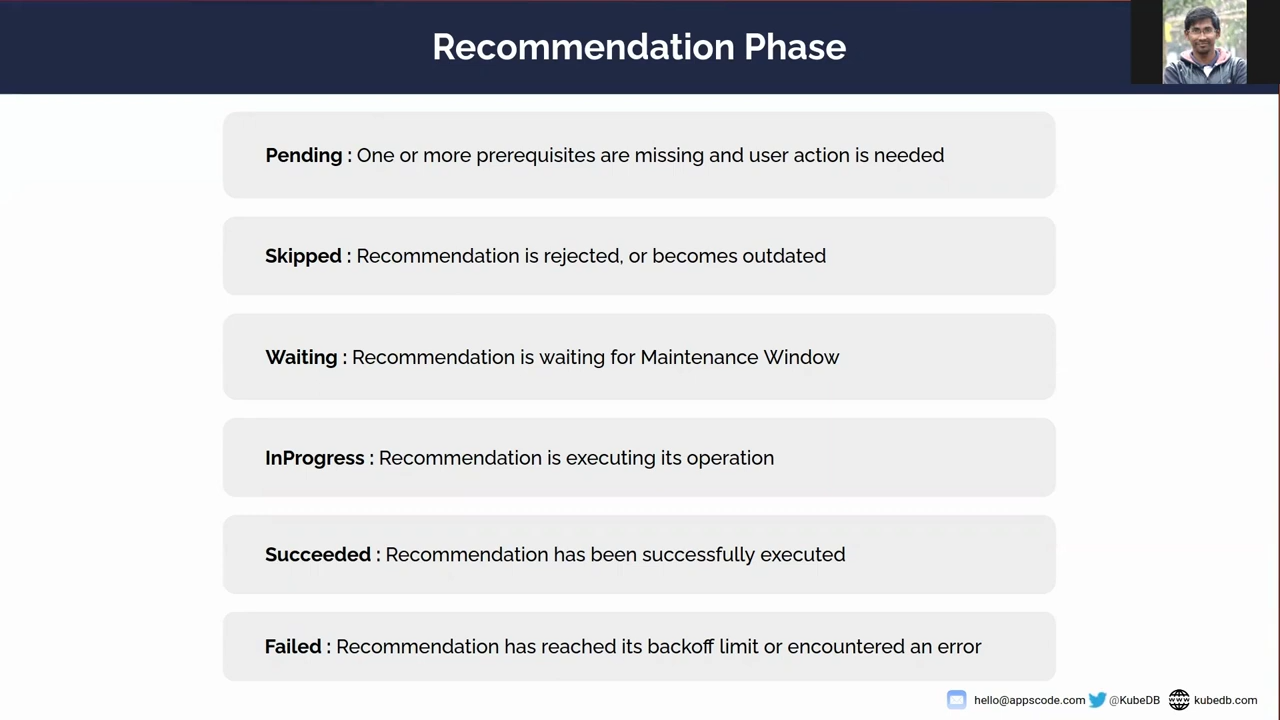 Recommendation Phase
Pending : One or more prerequisites are missing and user action is needed
Skipped : Recommendation is rejected, or becomes outdated
Waiting : Recommendation is waiting for Maintenance Window
InProgress : Recommendation is executing its operation
Succeeded : Recommendation has been successfully executed
Failed : Recommendation has reached its backoff limit or encountered an error
hello@appscode.com @KubeDB www kubedb.com